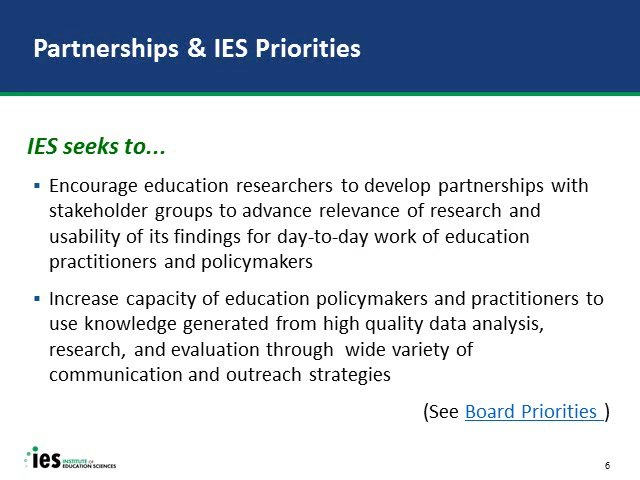 Partnerships & IES Priorities
IES seeks to...
▪ Encourage education researchers to develop partnerships with
stakeholder groups to advance relevance of research and
usability of its findings for day-to-day work of education
practitioners and policymakers
▪ Increase capacity of education policymakers and practitioners to
use knowledge generated from high quality data analysis,
research, and evaluation through  wide variety of
communication and outreach strategies
(See Board Priorities )
ies INSTITUTE OF
EDUCATION SCIENCES
6